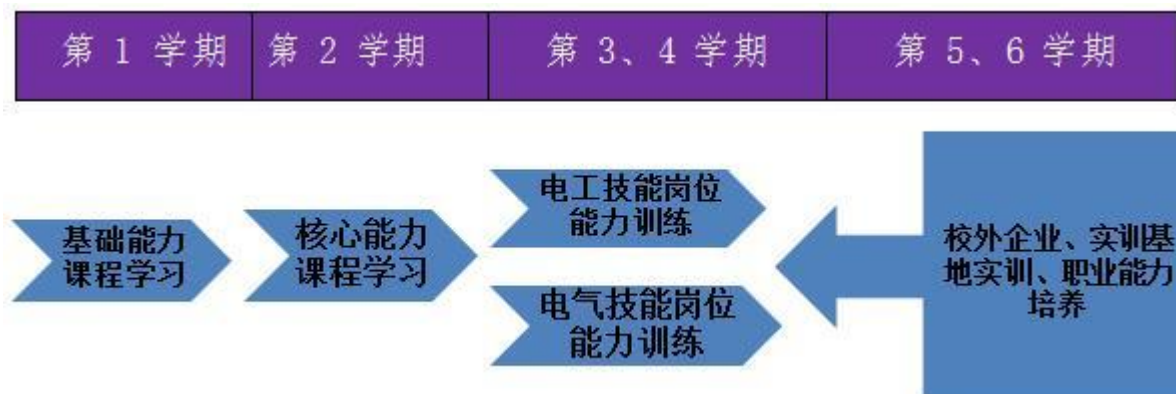 第 1 学期 第 2 学期 第 3、4 学期 第 5、6 学期
基础能力
课程学习
核心能力
课程学习
电工技能岗位
能力训练
电气技能岗位
能力训练
校外企业、实训基
地实训、职业能力
培养